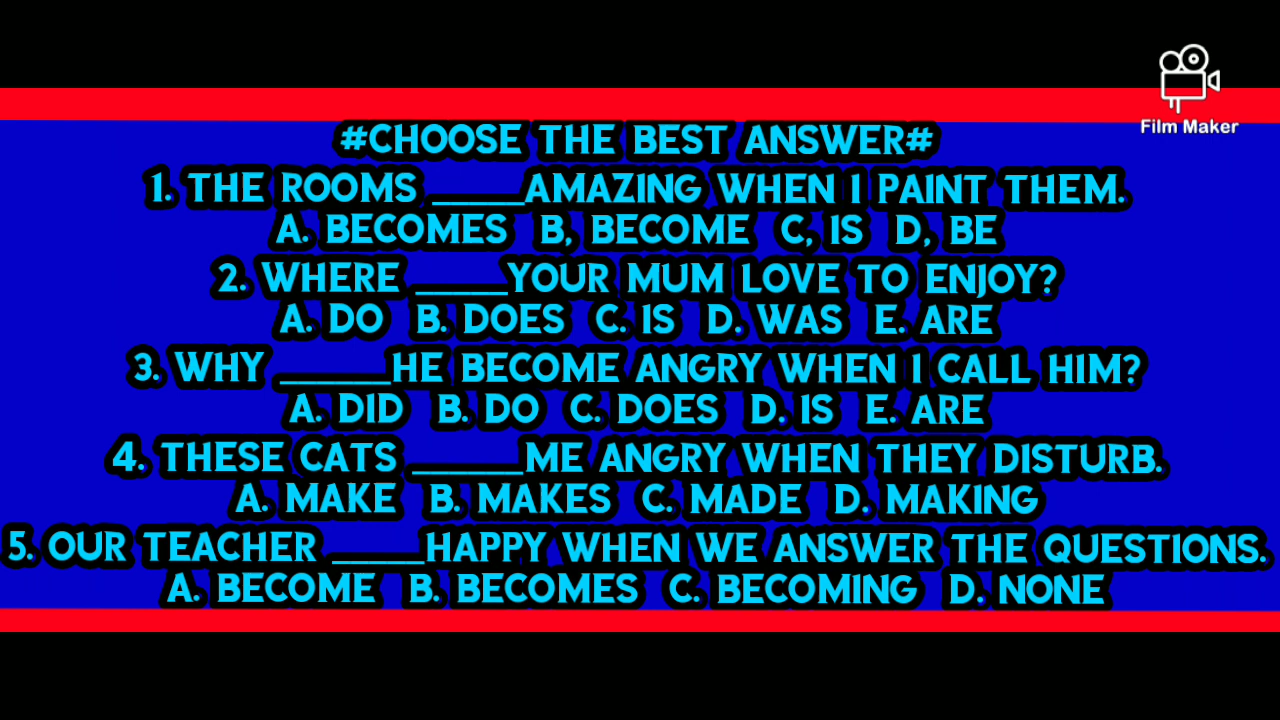 Film Maker
#CHOOSE THE BEST ANSWER#
1. THE ROOMS _____AMAZING WHEN I PAINT THEM.
A. BECOMES B, BECOME C, IS D, BE
2. WHERE _____YOUR MUM LOVE TO ENJOY?
A. DO B. DOES C. IS D. WAS E. ARE
3. WHY ______HE BECOME ANGRY WHEN I CALL HIM?
A. DID B. DO C. DOES D. IS E. ARE
4. THESE CATS ______ME ANGRY WHEN THEY DISTURB.
A. MAKE B. MAKES C. MADE D. MAKING
5. OUR TEACHER _____HAPPY WHEN WE ANSWER THE QUESTIONS.
A. BECOME B. BECOMES C. BECOMING D. NONE